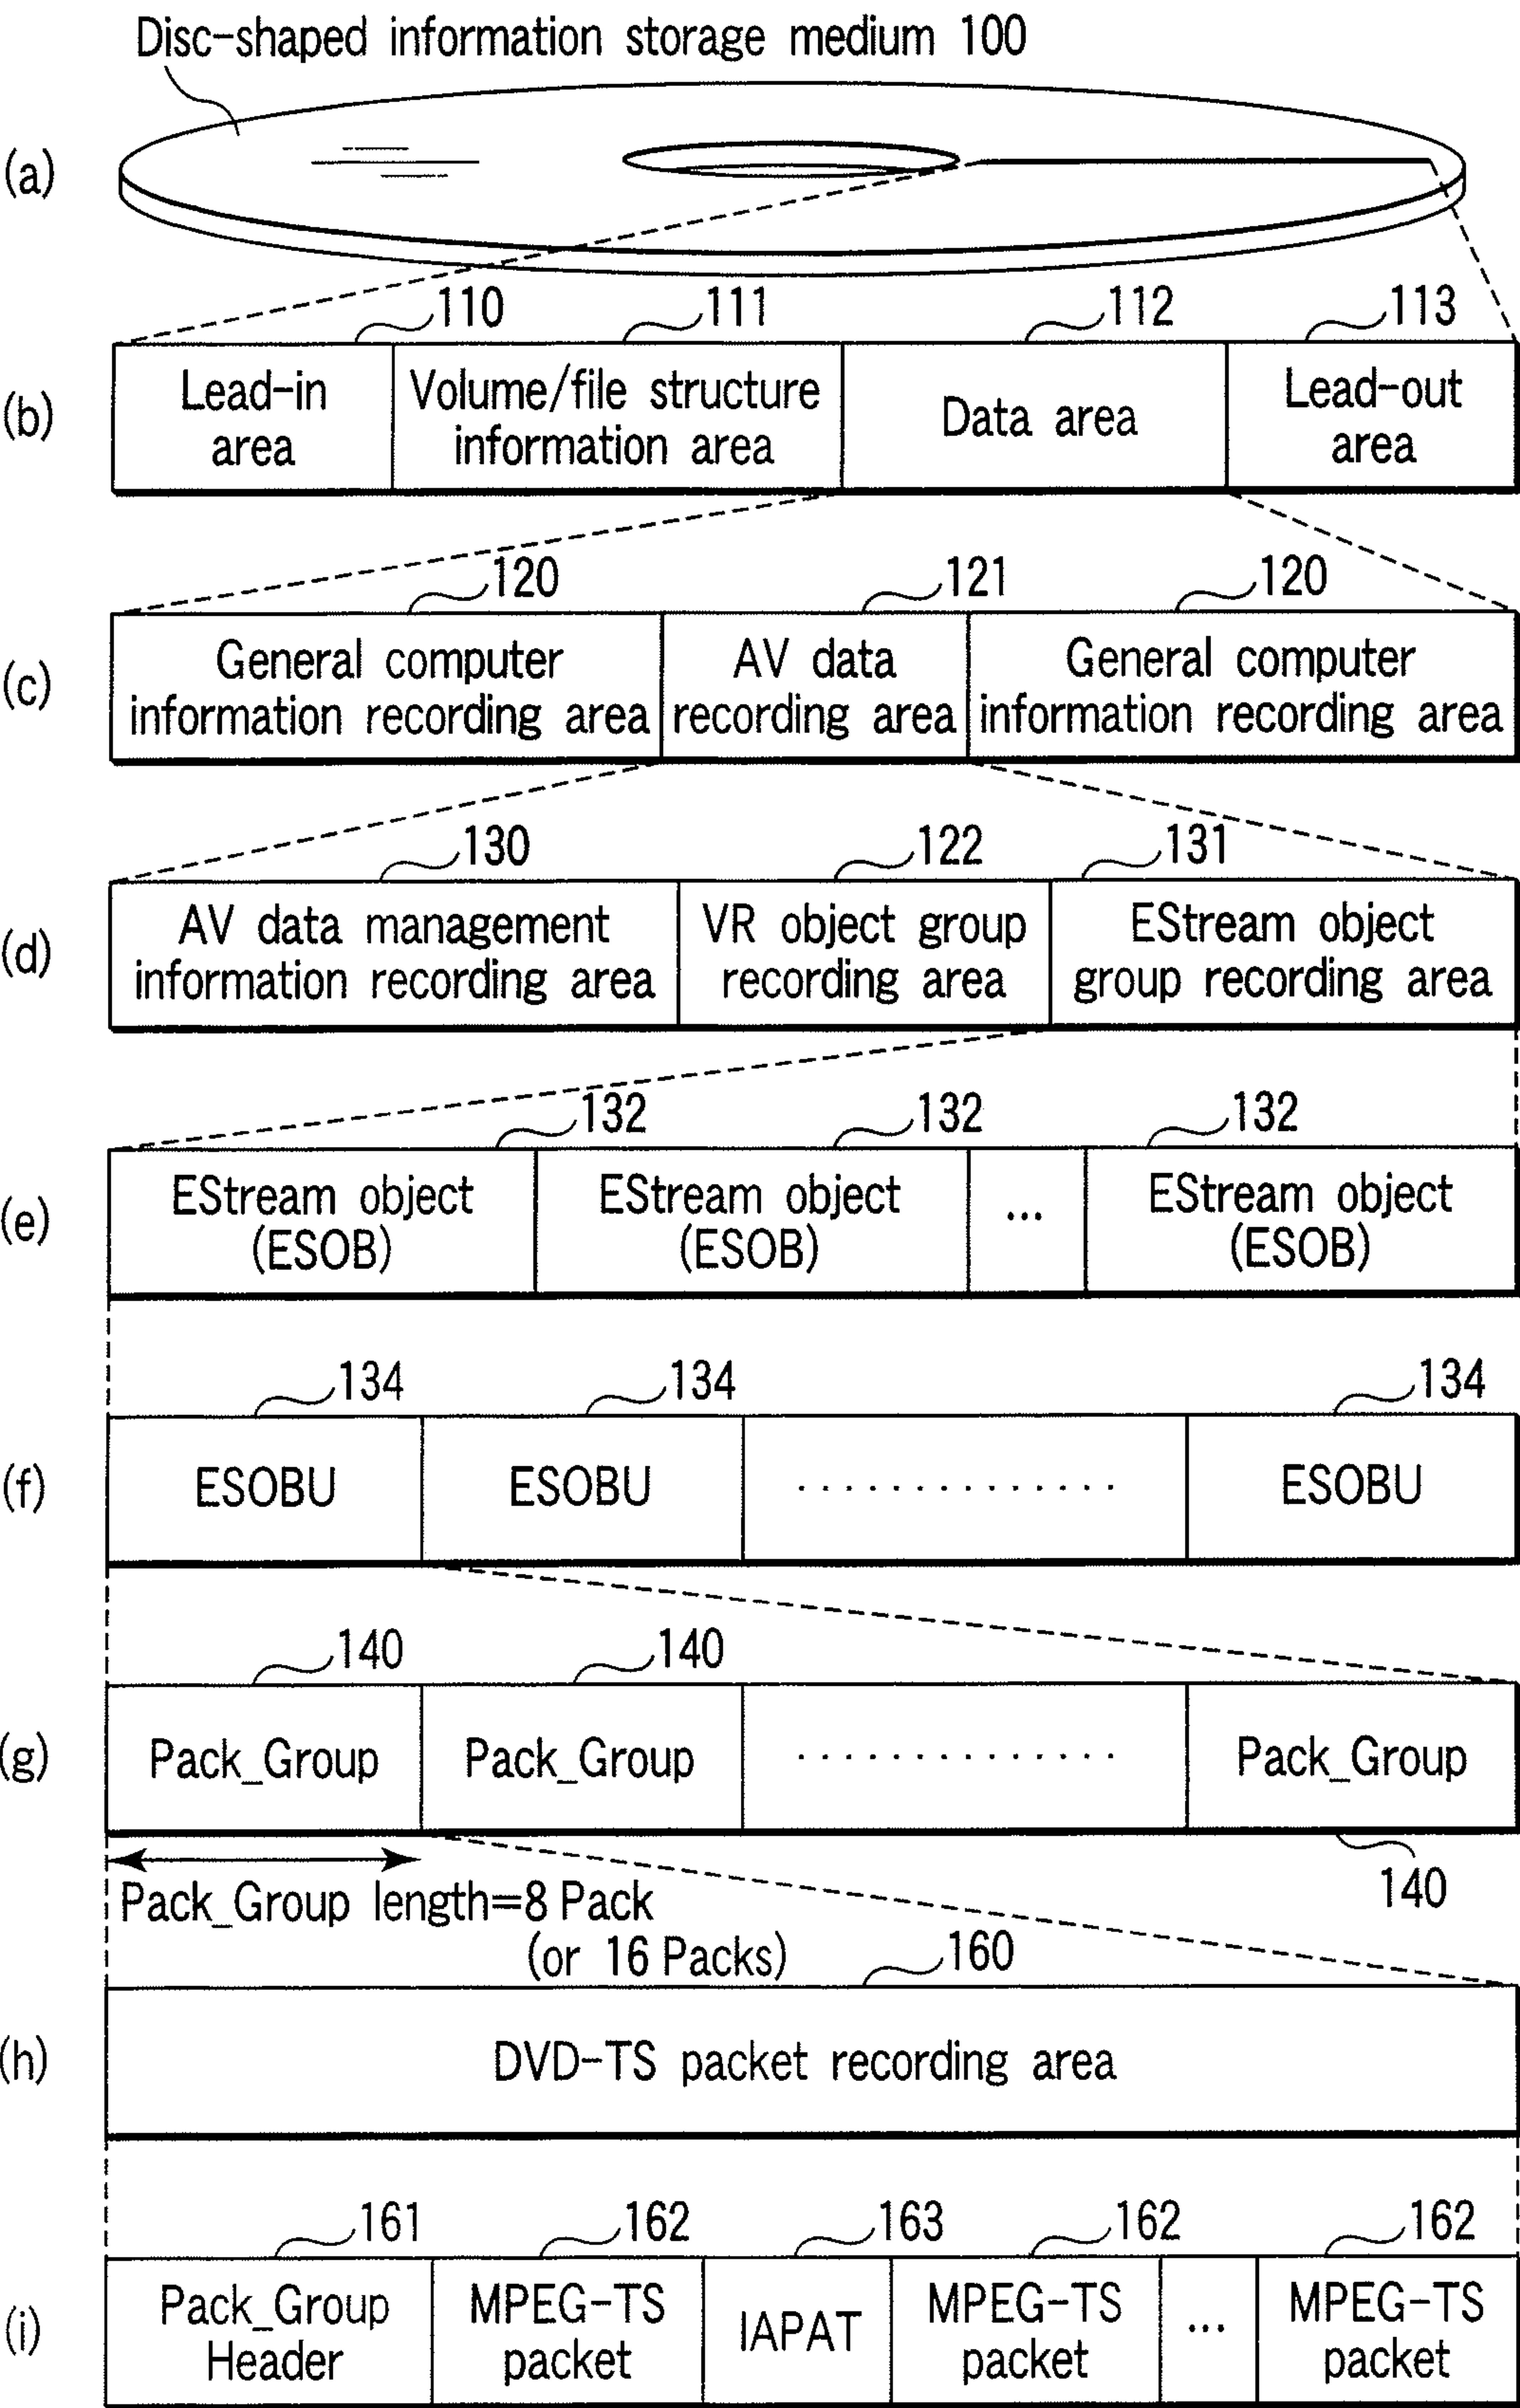 Disc-shaped information storage medium 100
(a)
110 111 112 113
(b)
Lead-in area
Volume/file structure information area
Data area
Lead-out area
120 121 120
(c)
General computer information recording area
AV data recording area
General computer information recording area
130 122 131
(d)
AV data management information recording area
VR object group recording area
EStream object group recording area
132 132 132
(e)
EStream object (ESOB)
EStream object (ESOB)
...
EStream object (ESOB)
134 134 134
(f)
ESOBU
ESOBU
..............
ESOBU
140 140
(g)
Pack_Group
Pack_Group
..............
Pack_Group
140
Pack_Group length=8 Pack
(or 16 Packs)
160
(h)
DVD-TS packet recording area
161 162 163 162 162
(i)
Pack_Group Header
MPEG-TS packet
IAPAT
MPEG-TS packet
...
MPEG-TS packet